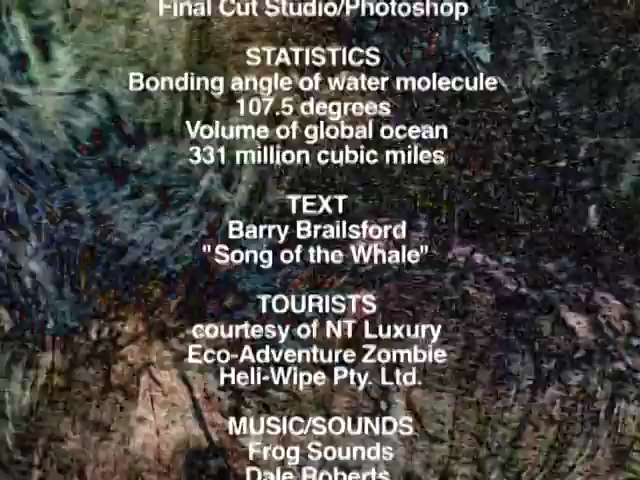 Final Cut Studio/Photoshop
STATISTICS
Bonding angle of water molecule
107.5 degrees
Volume of global ocean
331 million cubic miles
TEXT
Barry Brailsford
"Song of the Whale"
TOURISTS
courtesy of NT Luxury
Eco-Adventure Zombie
Heli-Wipe Pty. Ltd.
MUSIC/SOUNDS
Frog Sounds
Dale Roberts